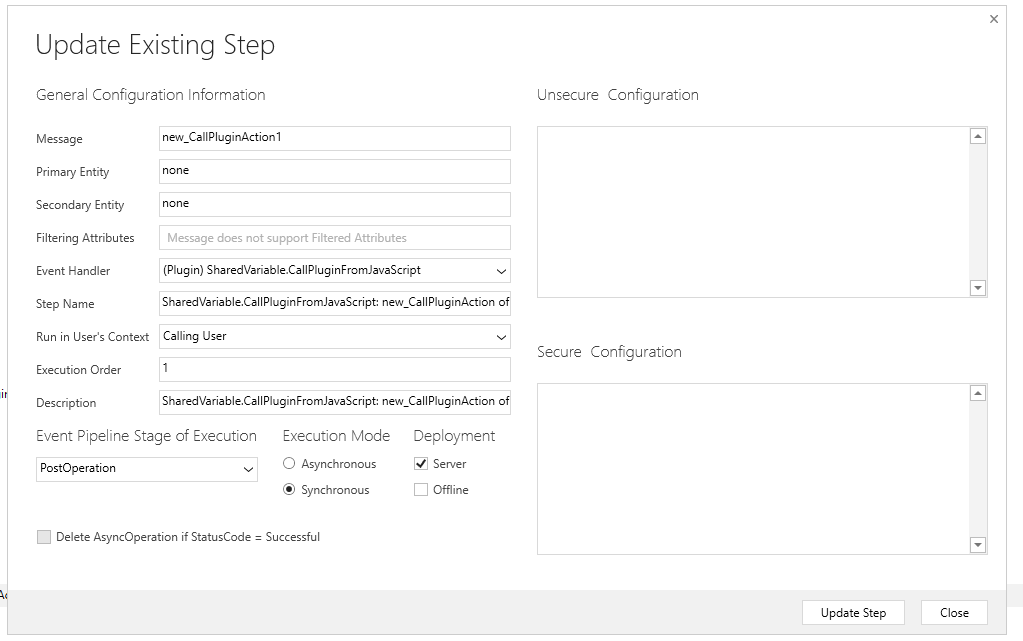 Update Existing Step
General Configuration Information
Message
new_CallPluginAction1
Primary Entity
none
Secondary Entity
none
Filtering Attributes
Message does not support Filtered Attributes
Event Handler
(Plugin) SharedVariable.CallPluginFromJavaScript
Step Name
SharedVariable.CallPluginFromJavaScript: new_CallPluginAction of
Run in User's Context
Calling User
Execution Order
1
Description
SharedVariable.CallPluginFromJavaScript: new_CallPluginAction of
Event Pipeline Stage of Execution
PostOperation
Execution Mode
Asynchronous
Synchronous
Deployment
Server
Offline
Delete AsyncOperation if StatusCode = Successful
Unsecure Configuration
Secure Configuration
Update Step
Close